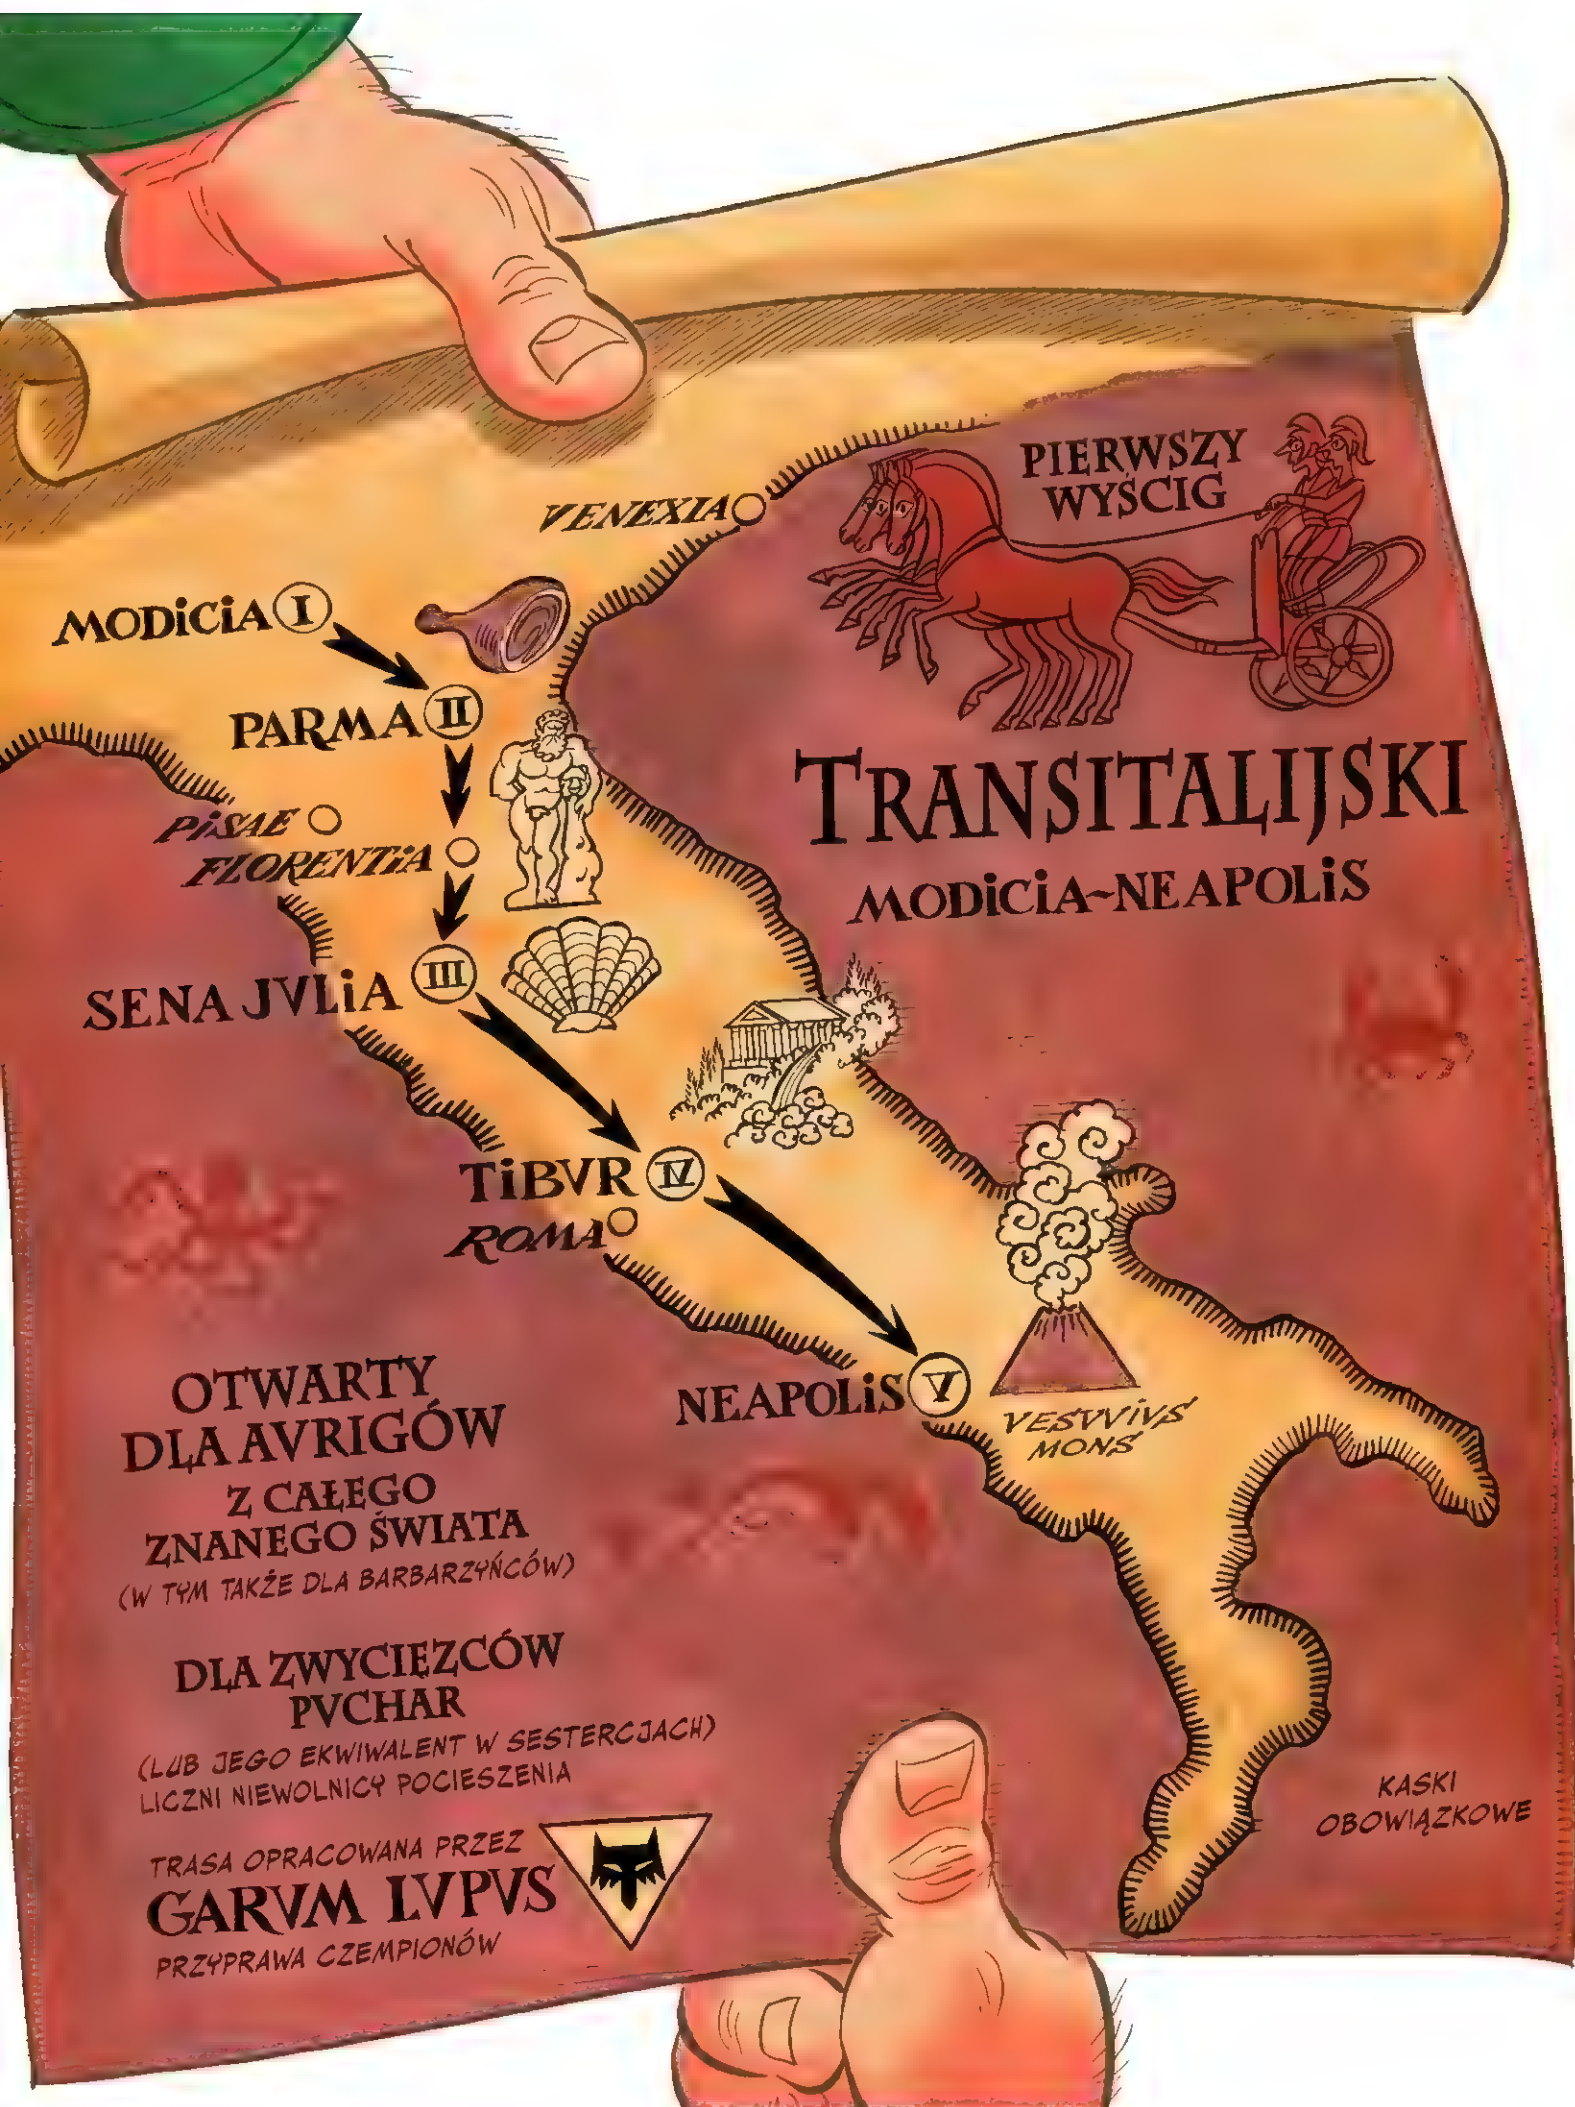 PIERWSZY
WYŚCIG
VENEXIA
MODiCiA I
PARMA II
TRANSITALIJSKI
PiSAE
FLORENTiA
MODiCiA~NEAPOLiS
SENA JVLiA III
TiBVR IV
ROMA
NEAPOLiS V
VESVViVS
MONS
OTWARTY
DLA AVRIGÓW
Z CAŁEGO
ZNANEGO ŚWIATA
(W TYM TAKŻE DLA BARBARZYŃCÓW)
DLA ZWYCIĘZCÓW
PVCHAR
(LUB JEGO EKWIWALENT W SESTERCJACH)
LICZNI NIEWOLNICY POCIESZENIA
TRASA OPRACOWANA PRZEZ
GARVM LVPVS
PRZYPRAWA CZEMPIONÓW
KASKI
OBOWIĄZKOWE